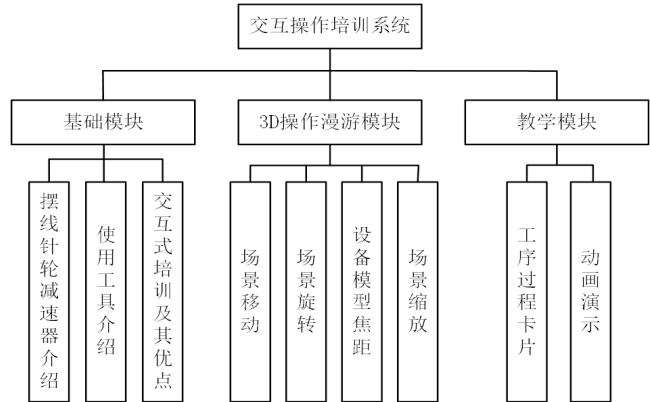 交互操作培训系统
基础模块
3D操作漫游模块
教学模块
摆线针轮减速器介绍
使用工具介绍
交互式培训及其优点
场景移动
场景旋转
设备模型焦距
场景缩放
工序过程卡片
动画演示